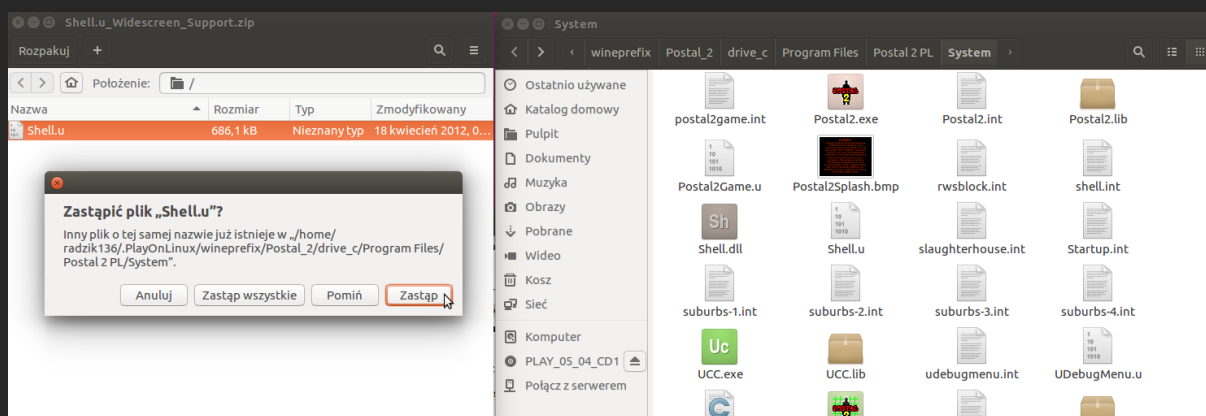 Shell.u_Widescreen_Support.zip
Rozpakuj +
Położenie: /
Nazwa Rozmiar Typ Zmodyfikowany
Shell.u 686,1 kB Nieznany typ 18 kwiecień 2012, 0...
Zastąpić plik „Shell.u”?
Inny plik o tej samej nazwie już istnieje w „/home/
radzik136/.PlayOnLinux/wineprefix/Postal_2/drive_c/Program Files/
Postal 2 PL/System”.
Anuluj Zastąp wszystkie Pomiń Zastąp
System
wineprefix Postal_2 drive_c Program Files Postal 2 PL System
Ostatnio używane
Katalog domowy
Pulpit
Dokumenty
Muzyka
Obrazy
Pobrane
Wideo
Kosz
Sieć
Komputer
PLAY_05_04_CD1
Połącz z serwerem
postal2game.int Postal2.exe Postal2.int Postal2.lib
Postal2Game.u Postal2Splash.bmp rwsblock.int shell.int
Sh
Shell.dll Shell.u slaughterhouse.int Startup.int
suburbs-1.int suburbs-2.int suburbs-3.int suburbs-4.int
Uc
UCC.exe UCC.lib udebugmenu.int UDebugMenu.u